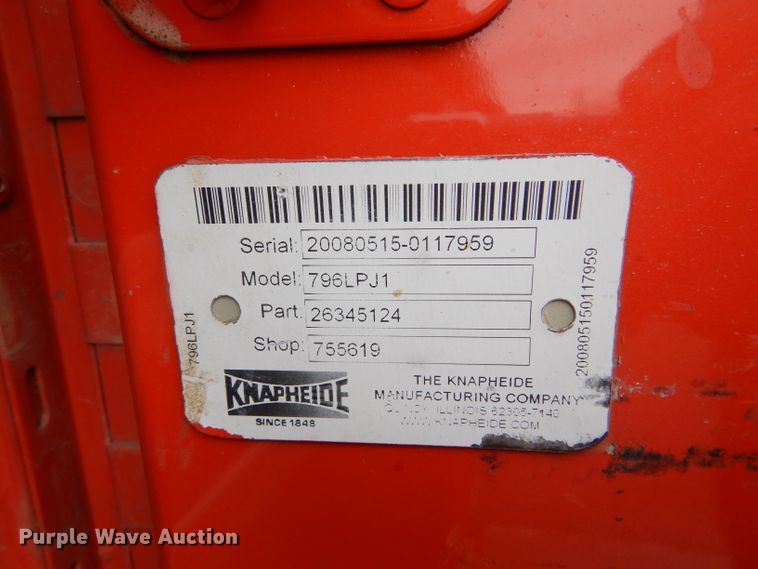 Serial: 20080515-0117959
Model: 796LPJ1
Part: 26345124
Shop: 755619
796LPJ1
200805150117959
KNAPHEIDE
SINCE 1848
THE KNAPHEIDE
MANUFACTURING COMPANY
QUINCY, ILLINOIS 62305-7140
WWW.KNAPHEIDE.COM
Purple Wave Auction